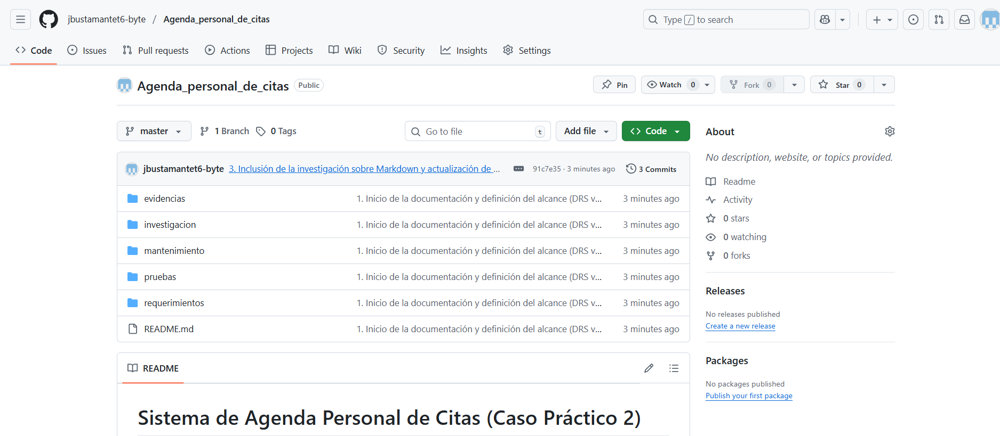 jbustamantet6-byte / Agenda_personal_de_citas
Type / to search
Code Issues Pull requests Actions Projects Wiki Security Insights Settings
Agenda_personal_de_citas Public
Pin Watch 0 Fork 0 Star 0
master 1 Branch 0 Tags
Go to file t Add file Code
jbustamantet6-byte 3. Inclusión de la investigación sobre Markdown y actualización de ... 91c7e35 · 3 minutes ago 3 Commits
evidencias 1. Inicio de la documentación y definición del alcance (DRS v... 3 minutes ago
investigacion 1. Inicio de la documentación y definición del alcance (DRS v... 3 minutes ago
mantenimiento 1. Inicio de la documentación y definición del alcance (DRS v... 3 minutes ago
pruebas 1. Inicio de la documentación y definición del alcance (DRS v... 3 minutes ago
requerimientos 1. Inicio de la documentación y definición del alcance (DRS v... 3 minutes ago
README.md 1. Inicio de la documentación y definición del alcance (DRS v... 3 minutes ago
README
Sistema de Agenda Personal de Citas (Caso Práctico 2)
About
No description, website, or topics provided.
Readme
Activity
0 stars
0 watching
0 forks
Releases
No releases published
Create a new release
Packages
No packages published
Publish your first package